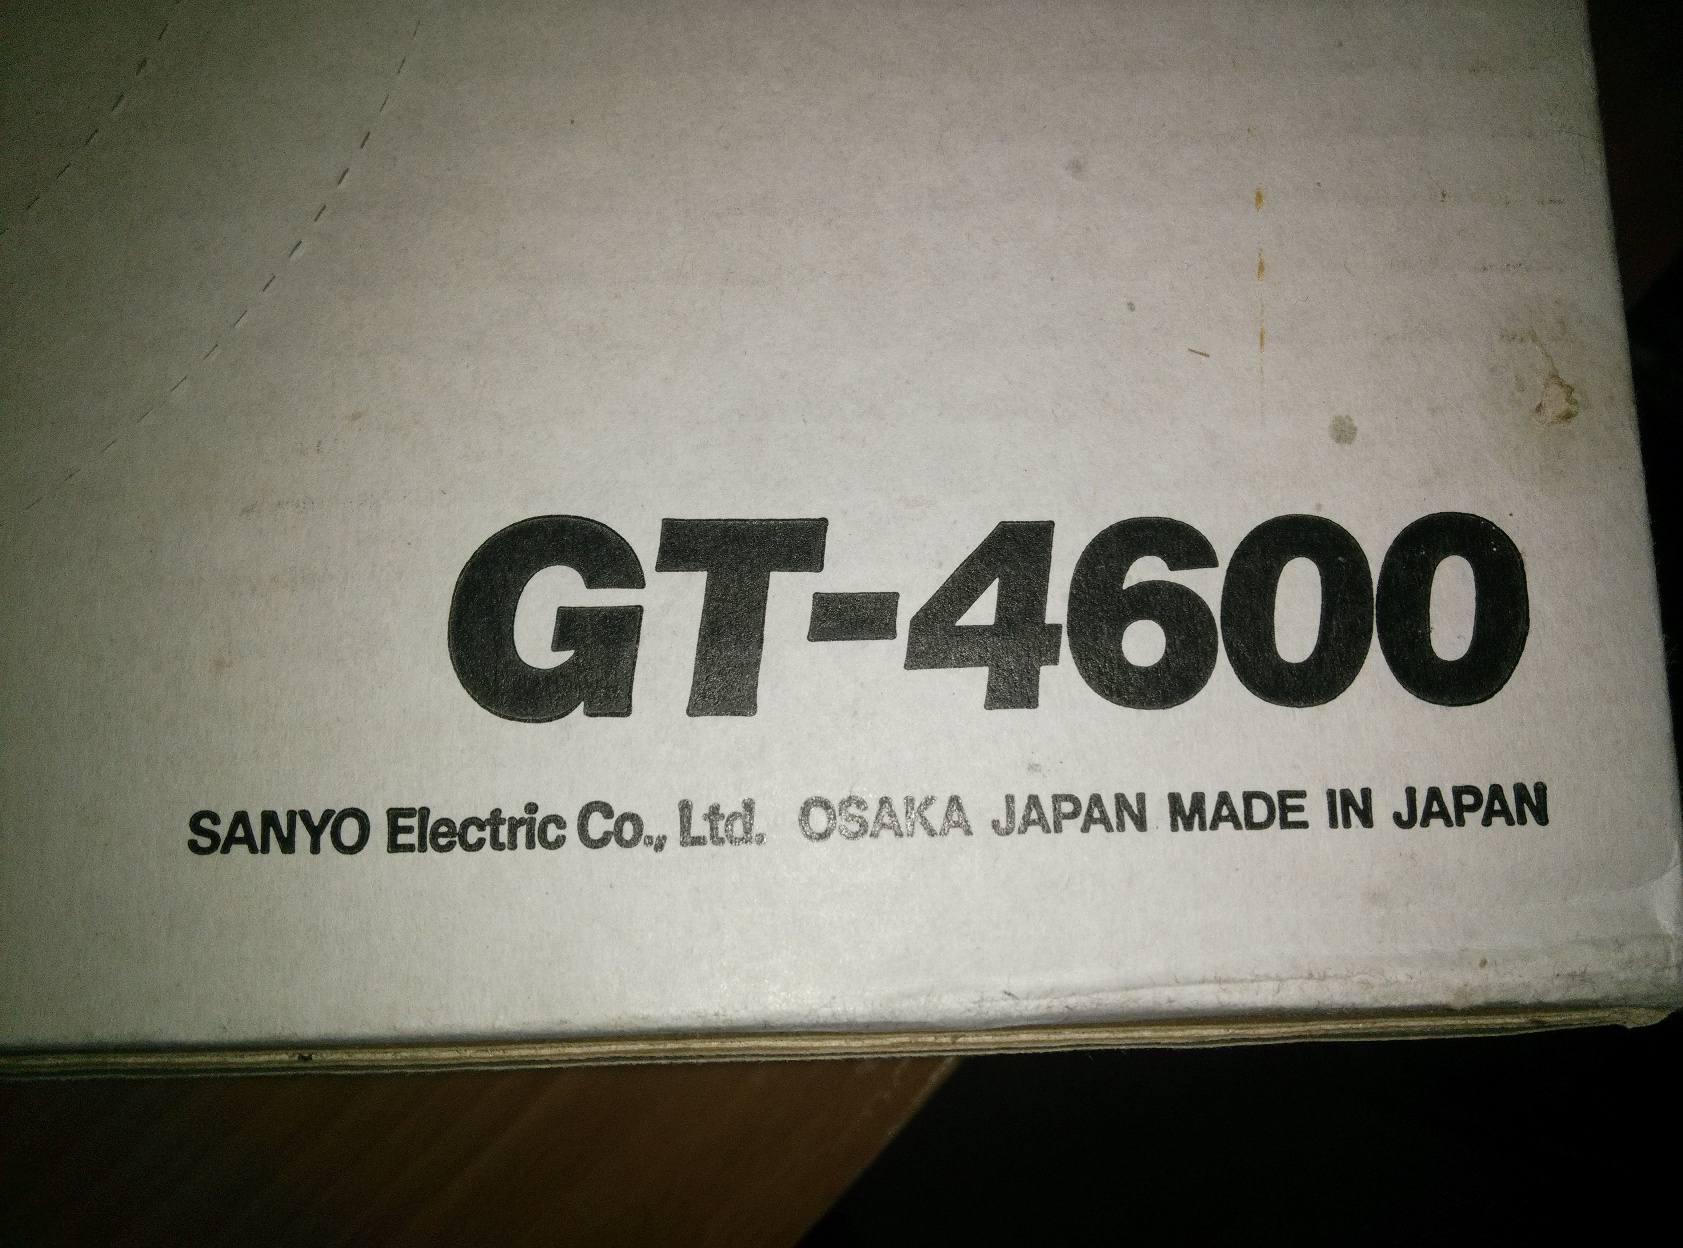 GT-4600
SANYO Electric Co., Ltd. OSAKA JAPAN MADE IN JAPAN